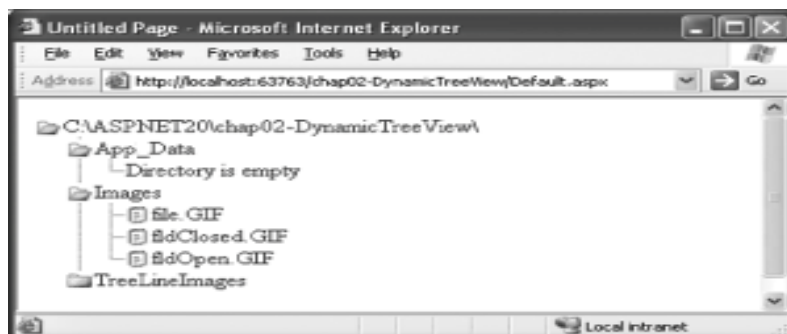 Untitled Page - Microsoft Internet Explorer
File Edit View Favorites Tools Help
Address http://localhost:63763/chap02-DynamicTreeView/Default.aspx Go
C:\ASPNET20\chap02-DynamicTreeView\
App_Data
Directory is empty
Images
file.GIF
fldClosed.GIF
fldOpen.GIF
TreeLineImages
Local intranet